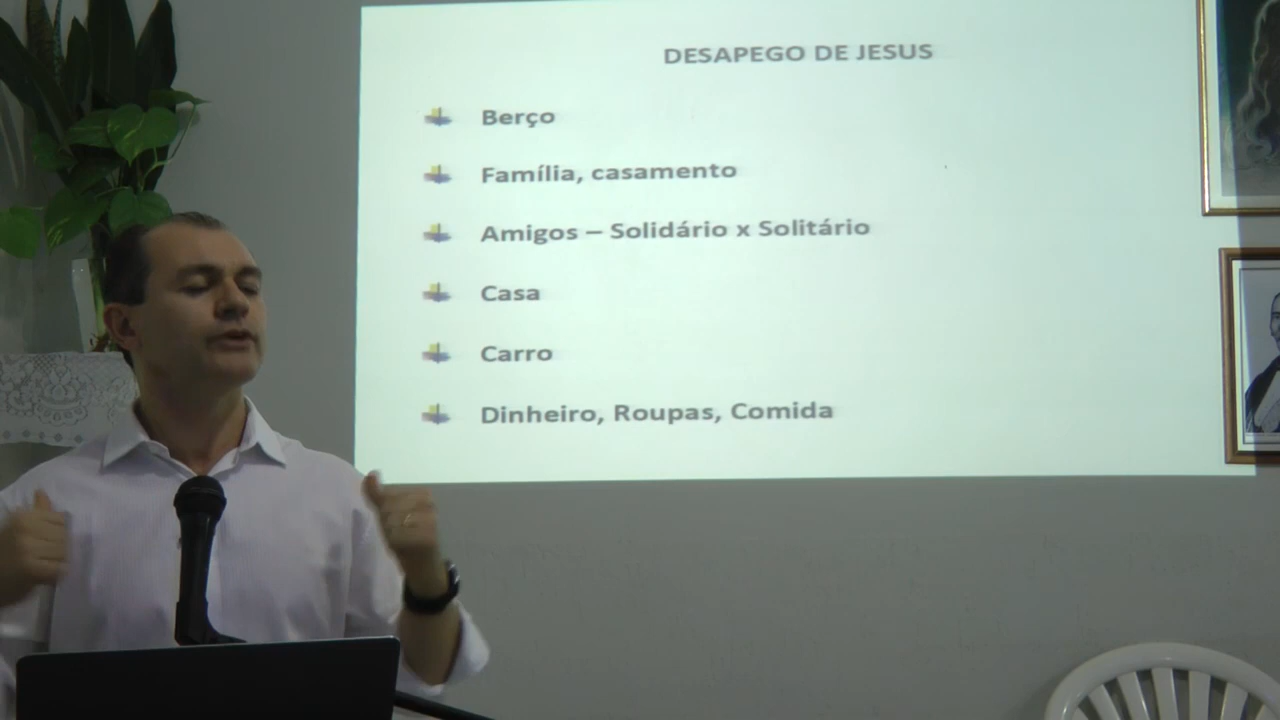 DESAPEGO DE JESUS
Berço
Família, casamento
Amigos – Solidário x Solitário
Casa
Carro
Dinheiro, Roupas, Comida